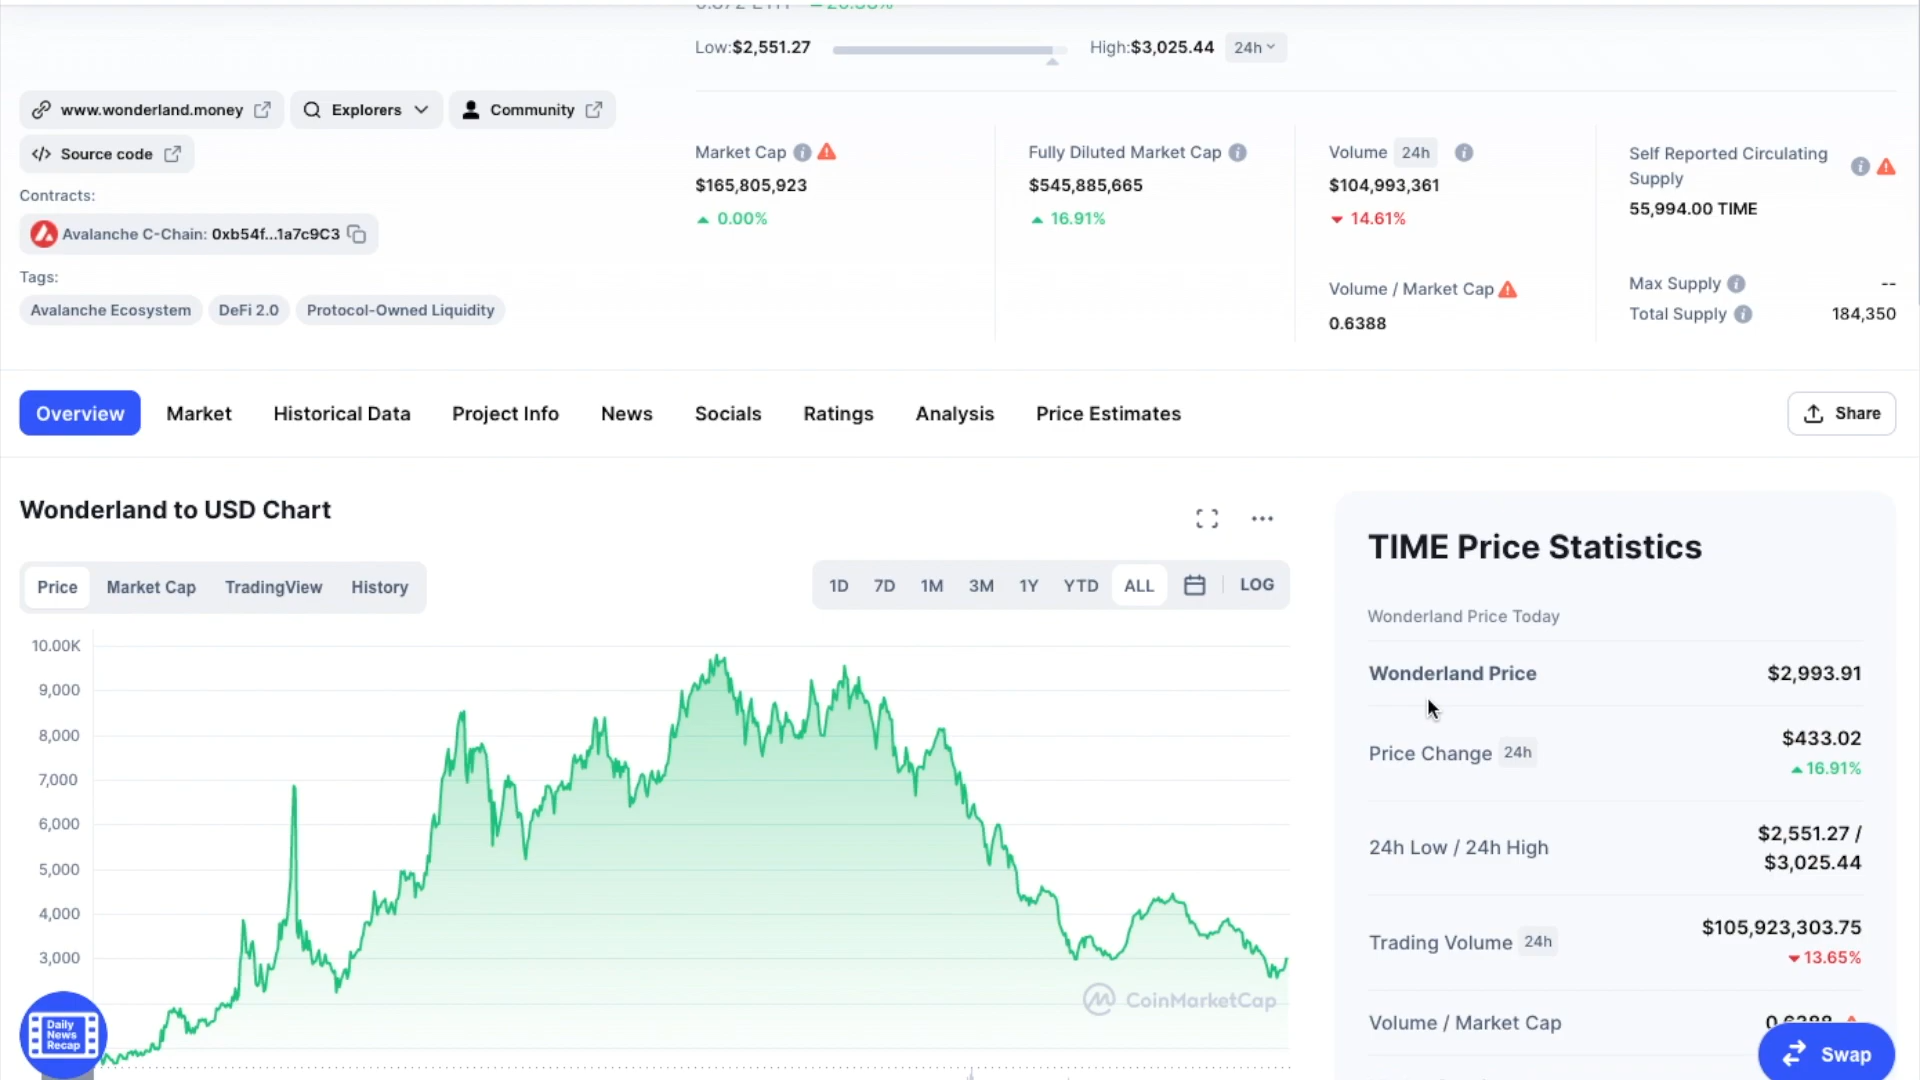 Low:$2,551.27
High:$3,025.44
24h
www.wonderland.money
Explorers
Community
Source code
Contracts:
Avalanche C-Chain: 0xb54f...1a7c9C3
Tags:
Avalanche Ecosystem
DeFi 2.0
Protocol-Owned Liquidity
Market Cap
$165,805,923
0.00%
Fully Diluted Market Cap
$545,885,665
16.91%
Volume 24h
$104,993,361
14.61%
Volume / Market Cap
0.6388
Self Reported Circulating
Supply
55,994.00 TIME
Max Supply --
Total Supply 184,350
Overview
Market
Historical Data
Project Info
News
Socials
Ratings
Analysis
Price Estimates
Share
Wonderland to USD Chart
Price
Market Cap
TradingView
History
1D
7D
1M
3M
1Y
YTD
ALL
LOG
10.00K
9,000
8,000
7,000
6,000
5,000
4,000
3,000
CoinMarketCap
Daily
News
Recap
TIME Price Statistics
Wonderland Price Today
Wonderland Price $2,993.91
Price Change 24h
$433.02
16.91%
24h Low / 24h High
$2,551.27 /
$3,025.44
Trading Volume 24h
$105,923,303.75
13.65%
Volume / Market Cap
Swap